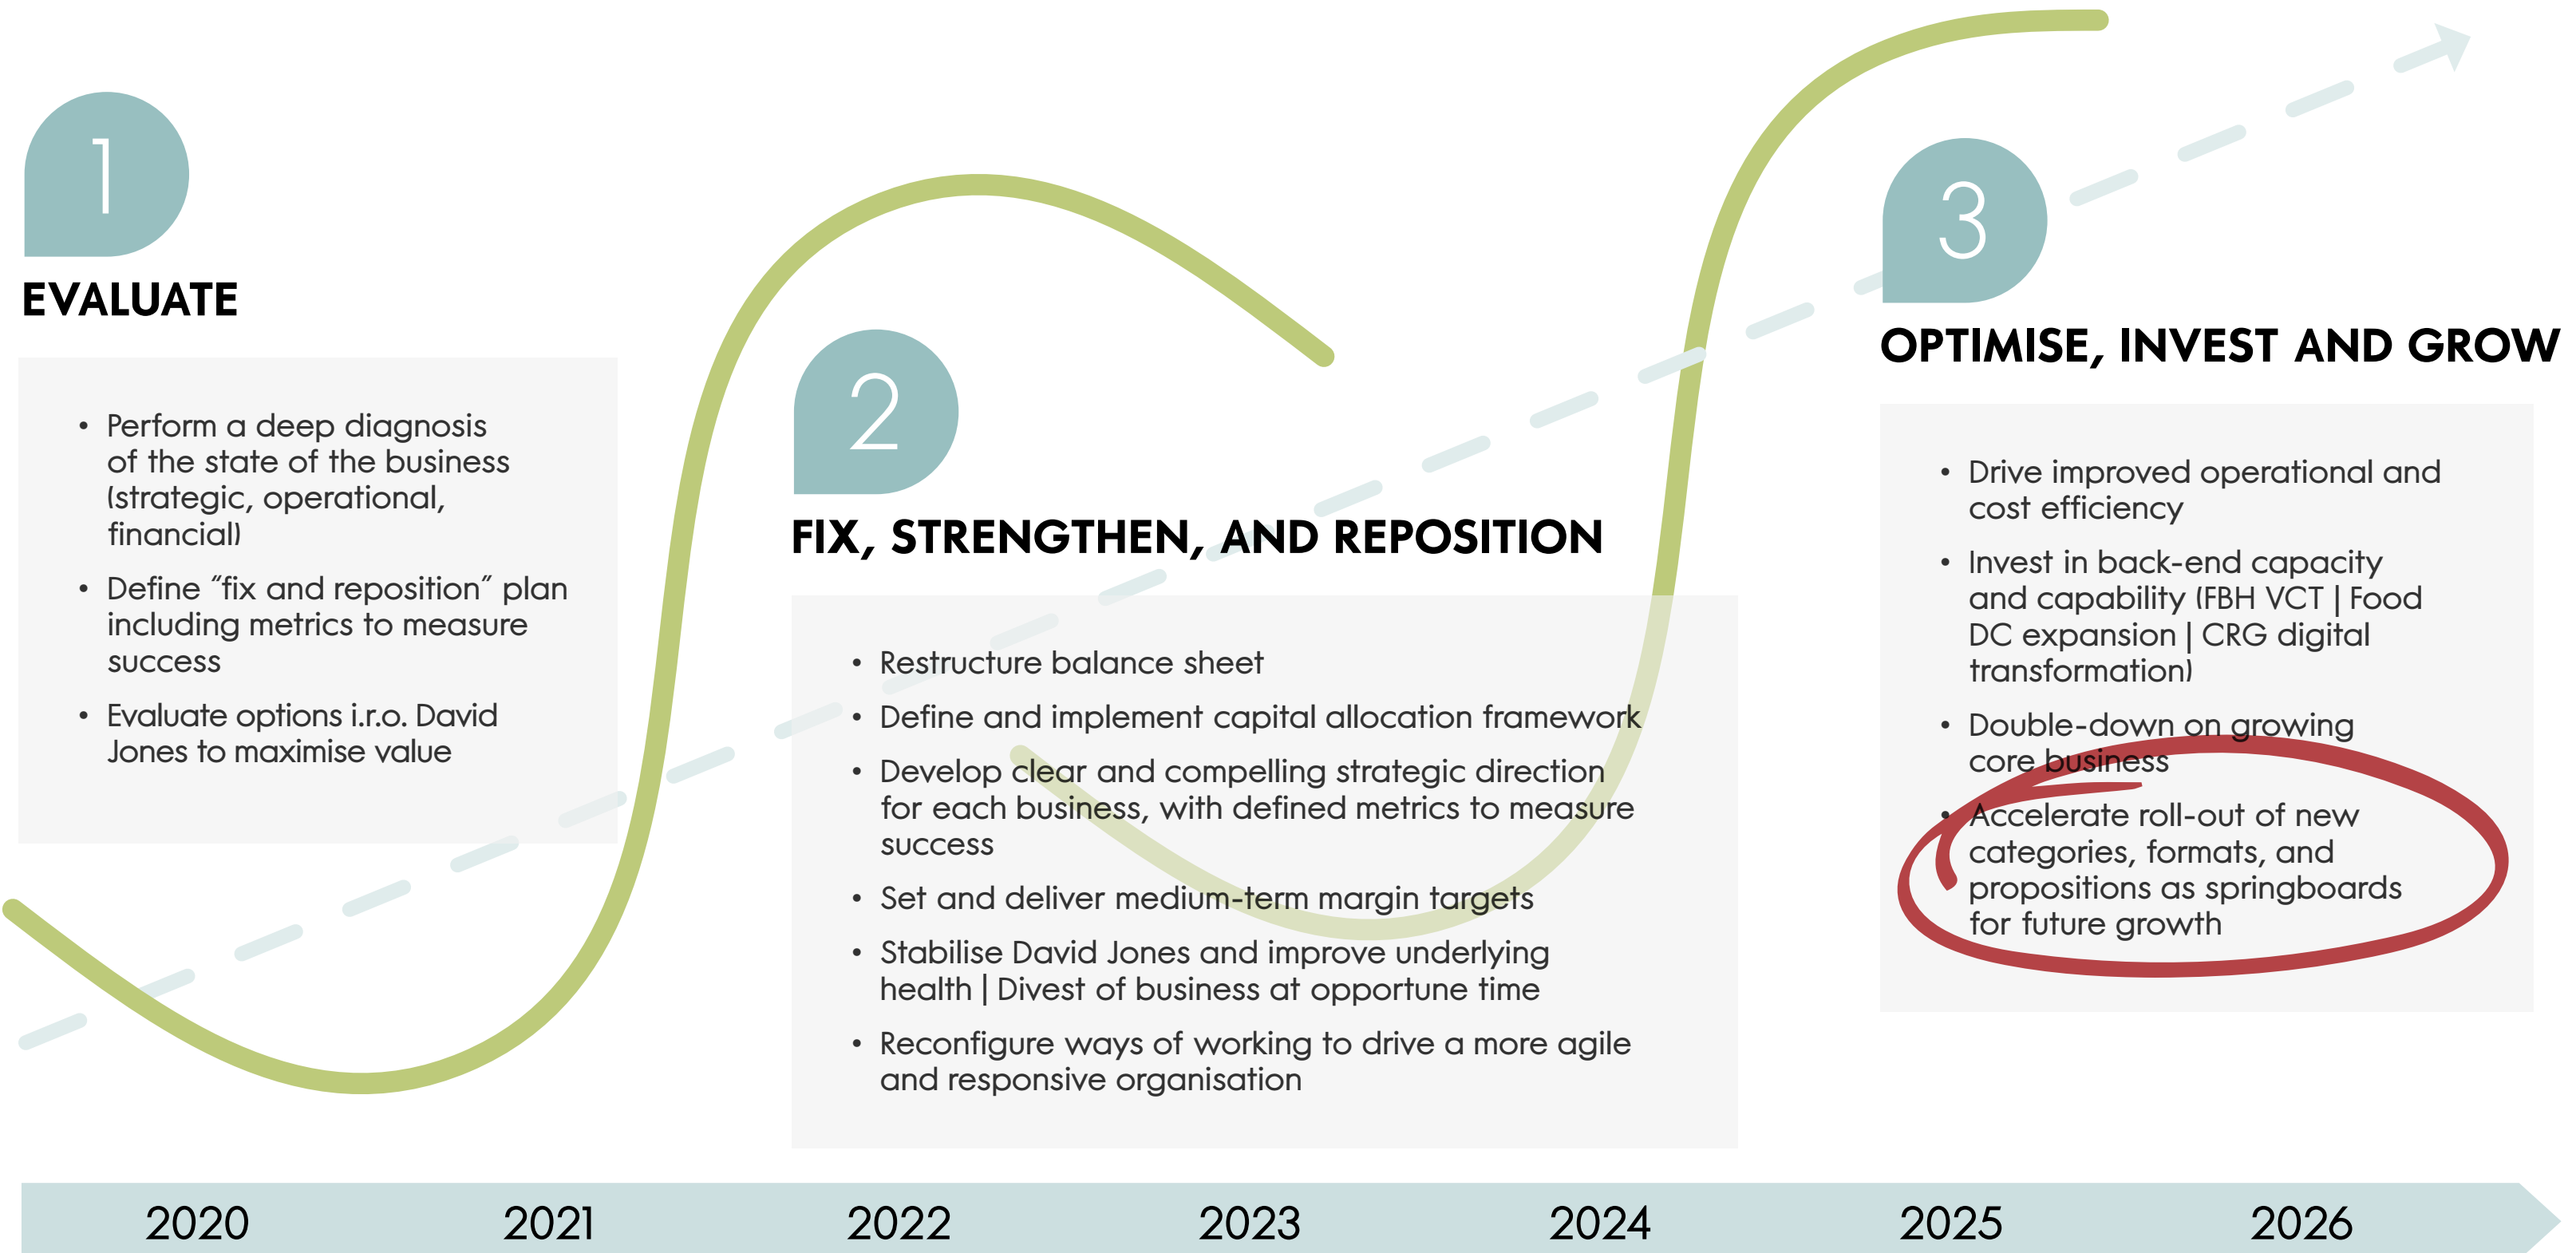 1
EVALUATE
• Perform a deep diagnosis
of the state of the business
(strategic, operational,
financial)
• Define “fix and reposition” plan
including metrics to measure
success
• Evaluate options i.r.o. David
Jones to maximise value
2
FIX, STRENGTHEN, AND REPOSITION
• Restructure balance sheet
• Define and implement capital allocation framework
• Develop clear and compelling strategic direction
for each business, with defined metrics to measure
success
• Set and deliver medium-term margin targets
• Stabilise David Jones and improve underlying
health | Divest of business at opportune time
• Reconfigure ways of working to drive a more agile
and responsive organisation
3
OPTIMISE, INVEST AND GROW
• Drive improved operational and
cost efficiency
• Invest in back-end capacity
and capability (FBH VCT | Food
DC expansion | CRG digital
transformation)
• Double-down on growing
core business
• Accelerate roll-out of new
categories, formats, and
propositions as springboards
for future growth
2020 2021 2022 2023 2024 2025 2026